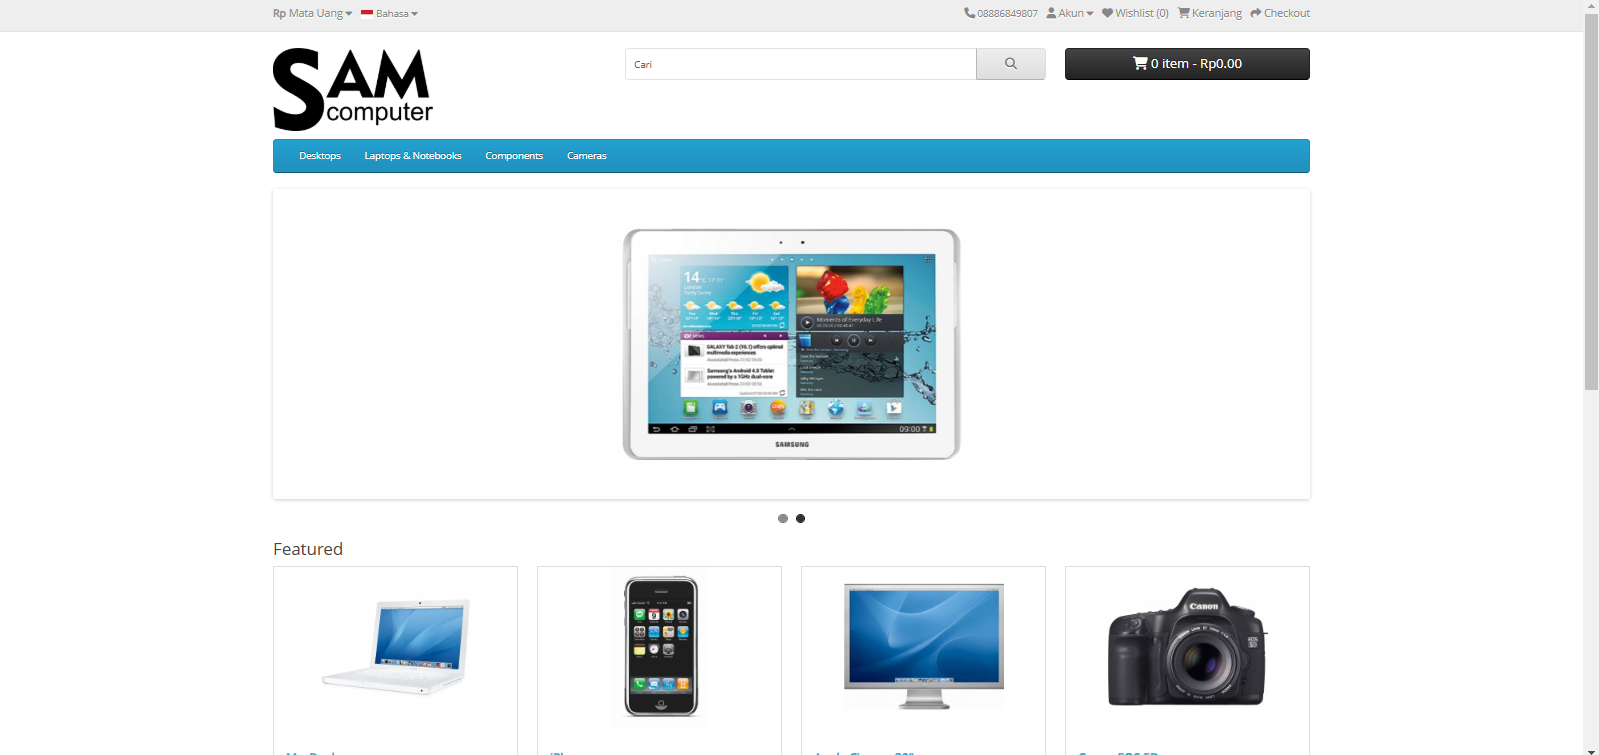 Rp Mata Uang Bahasa 08886849807 Akun Wishlist (0) Keranjang Checkout
SAM
computer
Cari
0 item - Rp0.00
Desktops Laptops & Notebooks Components Cameras
14°C 17:11
London
GALAXY Tab 2 (10.1) offers optimal
multimedia experiences
Samsung's Android 4.0 Tablet
powered by a 1GHz dual-core
Moments of Everyday Life
09:00
SAMSUNG
Featured
Canon